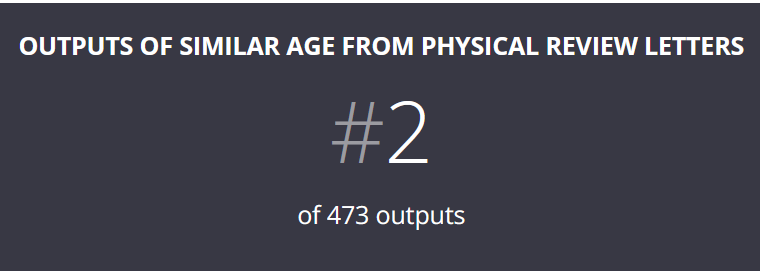 OUTPUTS OF SIMILAR AGE FROM PHYSICAL REVIEW LETTERS
#2
of 473 outputs